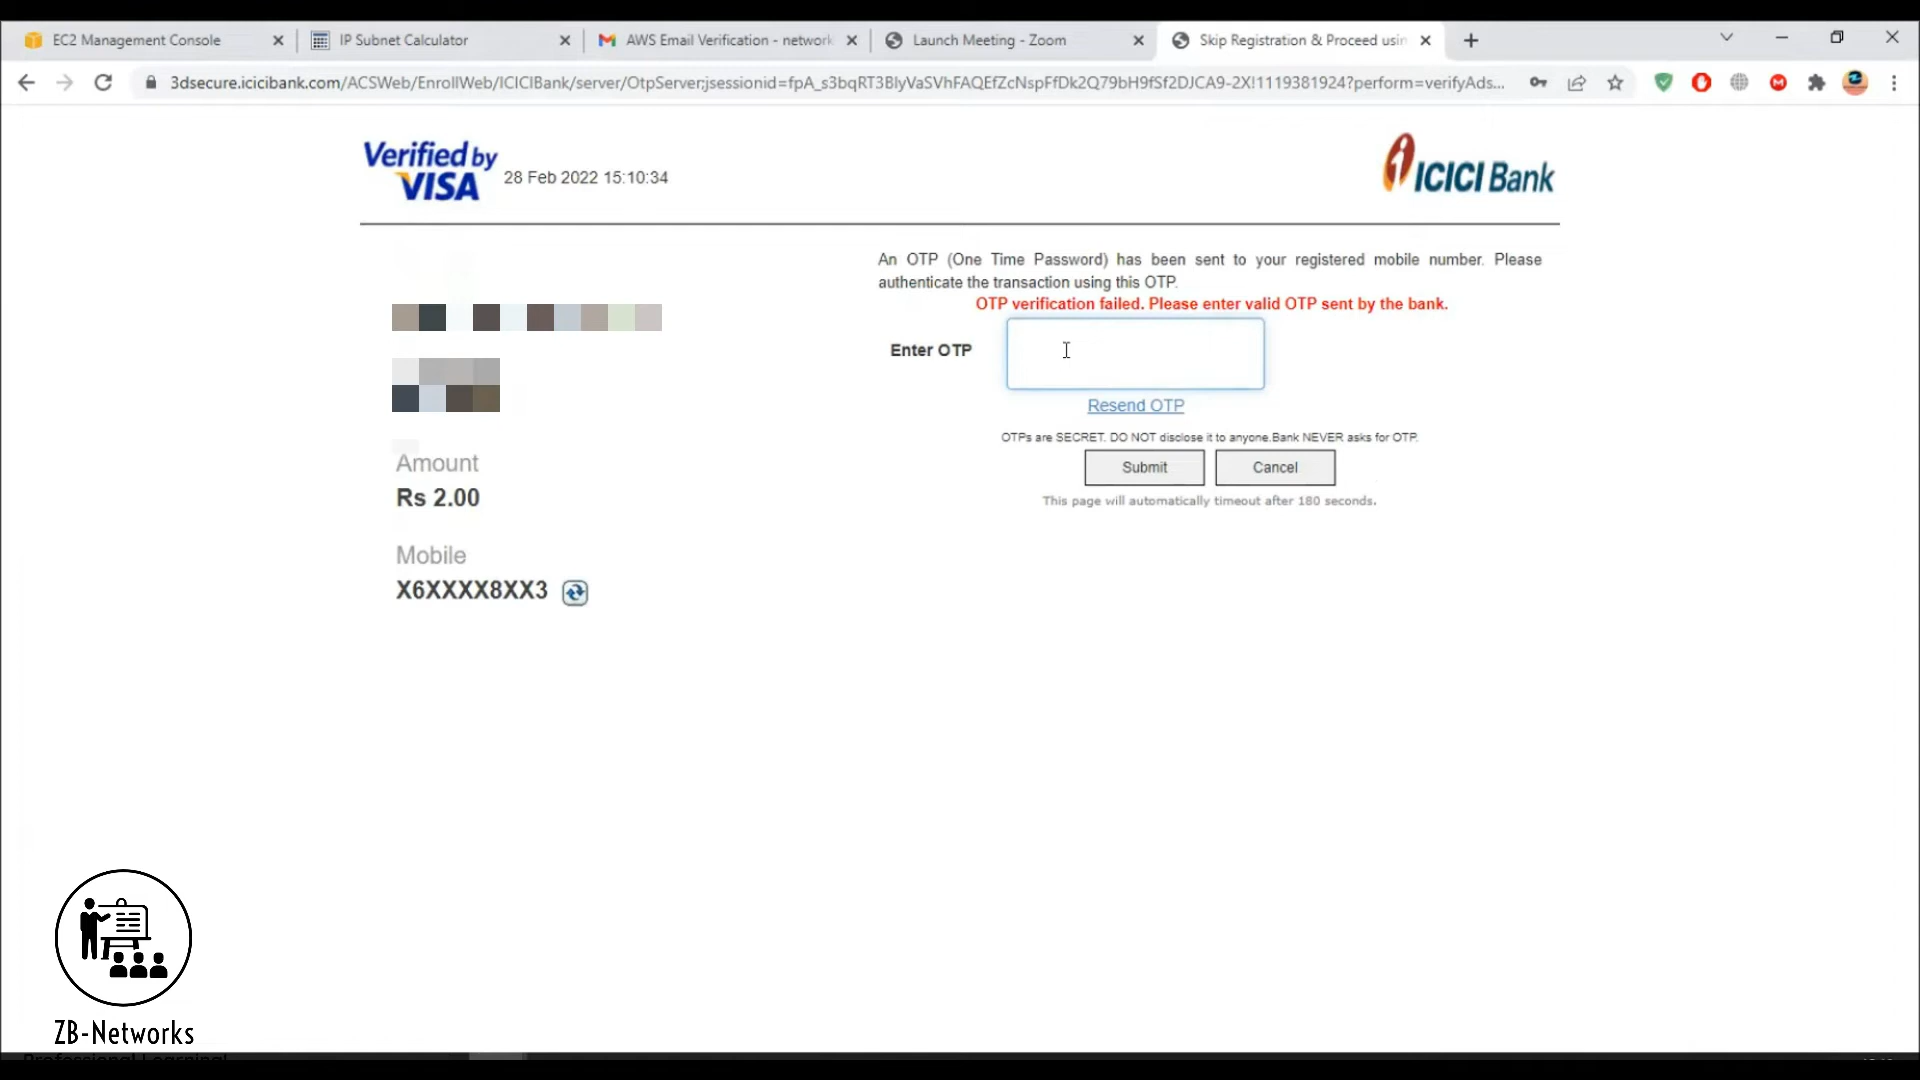 EC2 Management Console
IP Subnet Calculator
AWS Email Verification - network
Launch Meeting - Zoom
Skip Registration & Proceed usin
3dsecure.icicibank.com/ACSWeb/EnrollWeb/ICICIBank/server/OtpServer;jsessionid=fpA_s3bqRT3BlyVaSVhFAQEfZcNspFfDk2Q79bH9fSf2DJCA9-2X!1119381924?perform=verifyAds...
Verified by
VISA
28 Feb 2022 15:10:34
ICICI Bank
An OTP (One Time Password) has been sent to your registered mobile number. Please
authenticate the transaction using this OTP.
OTP verification failed. Please enter valid OTP sent by the bank.
Enter OTP
Resend OTP
OTPs are SECRET. DO NOT disclose it to anyone.Bank NEVER asks for OTP.
Submit
Cancel
This page will automatically timeout after 180 seconds.
Amount
Rs 2.00
Mobile
X6XXXX8XX3
ZB-Networks
Professional Learning!